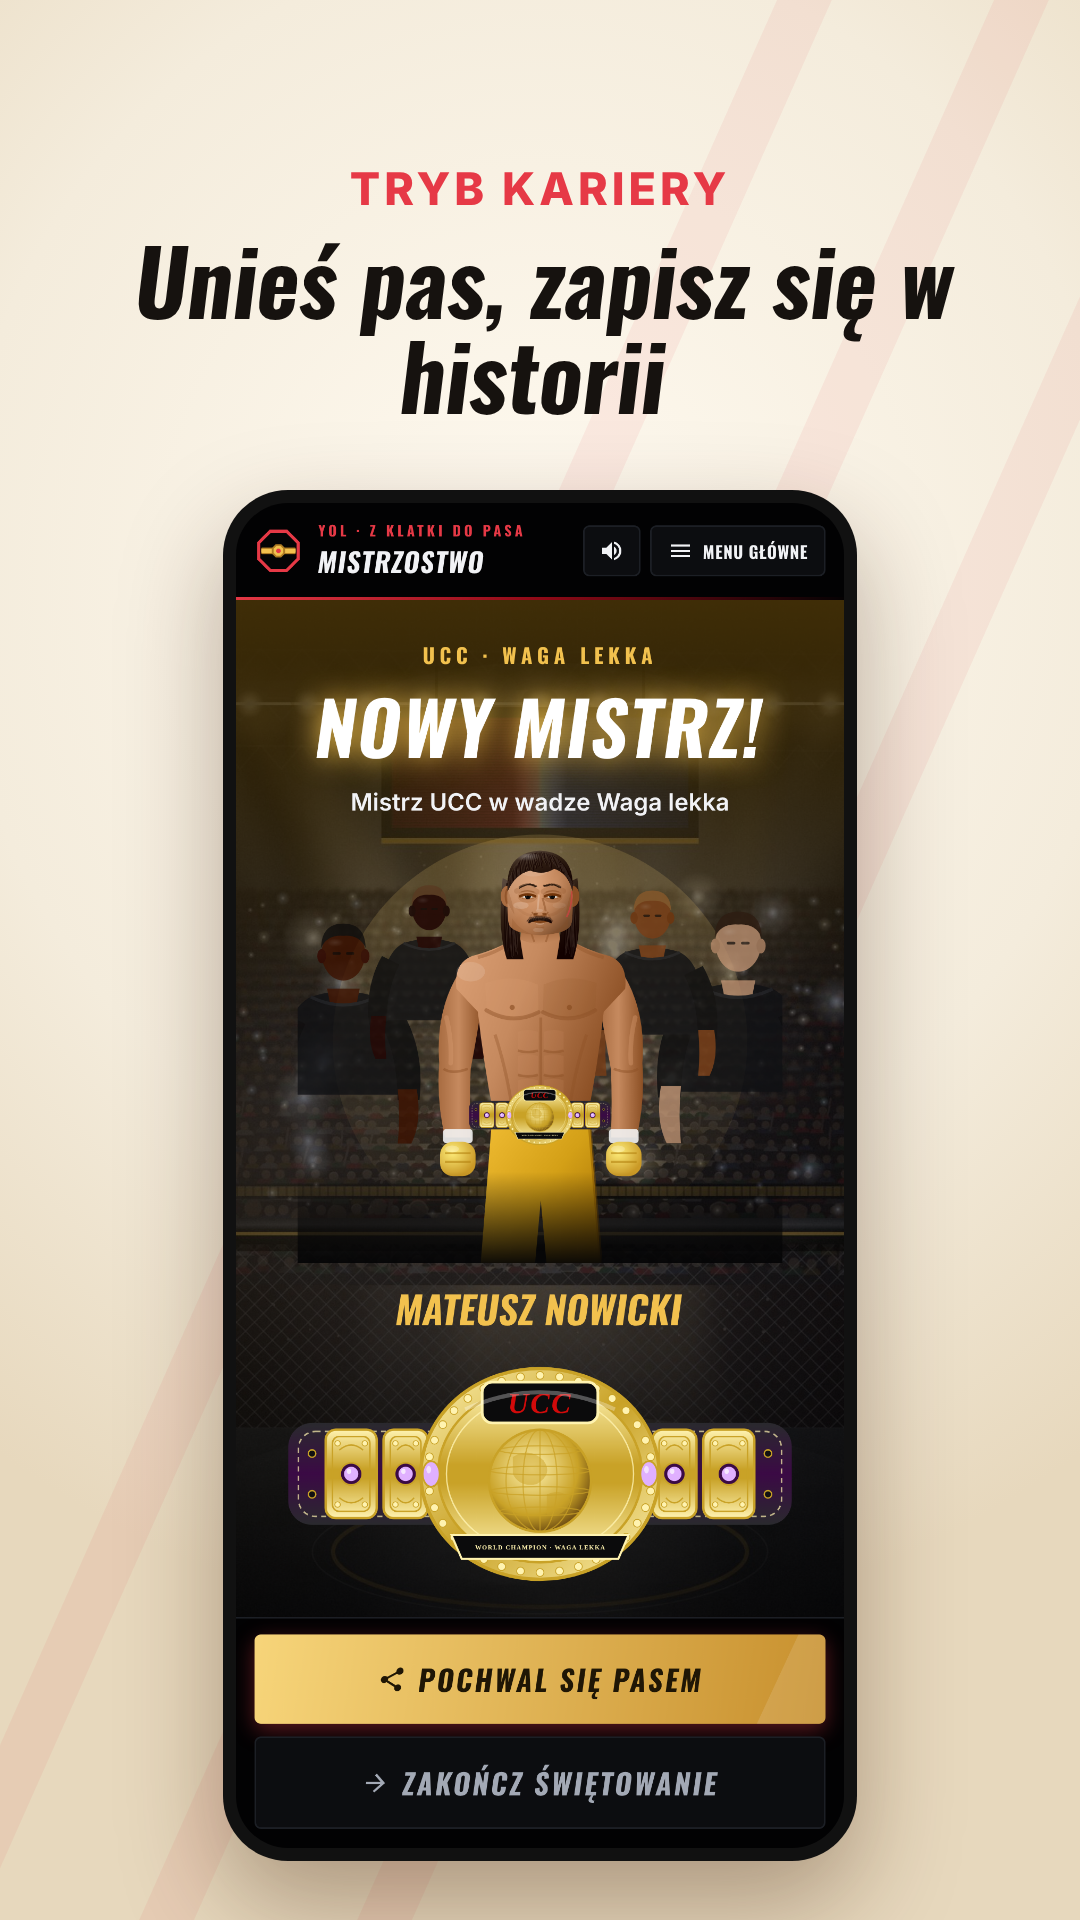 TRYB KARIERY
Unieś pas, zapisz się w
historii
YOL · Z KLATKI DO PASA
MISTRZOSTWO
MENU GŁÓWNE
UCC · WAGA LEKKA
NOWY MISTRZ!
Mistrz UCC w wadze Waga lekka
UCC
MATEUSZ NOWICKI
UCC
WORLD CHAMPION · WAGA LEKKA
POCHWAL SIĘ PASEM
ZAKOŃCZ ŚWIĘTOWANIE